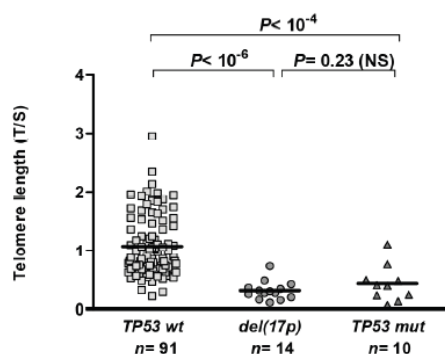 P< 10⁻⁴
P< 10⁻⁶ P= 0.23 (NS)
Telomere length (T/S)
4
3
2
1
0
TP53 wt del(17p) TP53 mut
n= 91 n= 14 n= 10